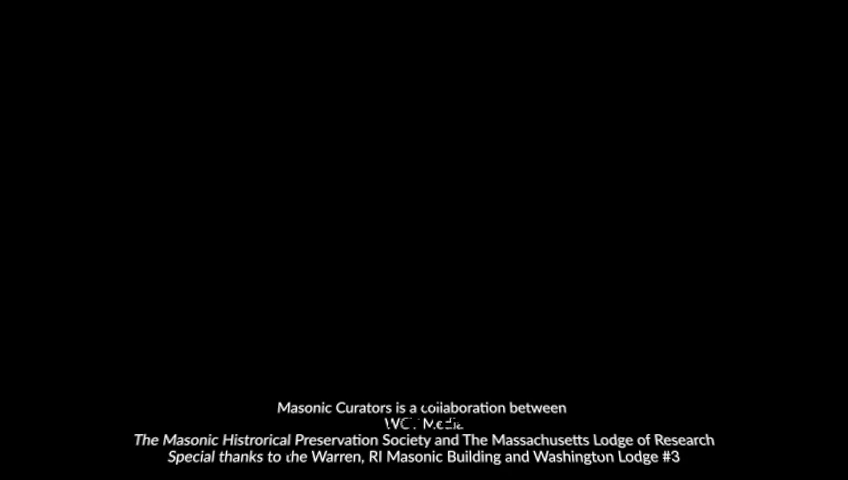 Masonic Curators is a collaboration between
Media
The Masonic Histrorical Preservation Society and The Massachusetts Lodge of Research
Special thanks to the Warren, RI Masonic Building and Washington Lodge #3